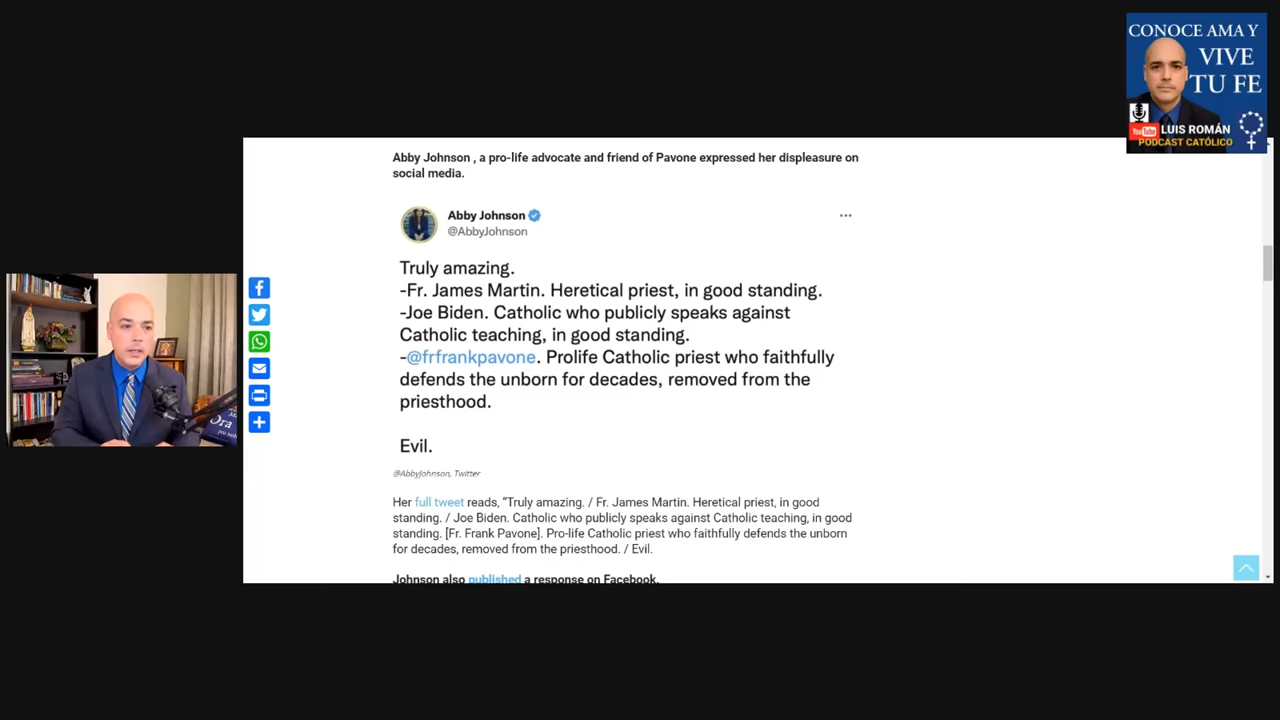 CONOCE AMA Y
VIVE
TU FE
YouTube
LUIS ROMÁN
PODCAST CATÓLICO
Abby Johnson , a pro-life advocate and friend of Pavone expressed her displeasure on
social media.
Abby Johnson
@AbbyJohnson
Truly amazing.
-Fr. James Martin. Heretical priest, in good standing.
-Joe Biden. Catholic who publicly speaks against
Catholic teaching, in good standing.
-@frfrankpavone. Prolife Catholic priest who faithfully
defends the unborn for decades, removed from the
priesthood.
Evil.
@AbbyJohnson, Twitter
Her full tweet reads, “Truly amazing. / Fr. James Martin. Heretical priest, in good
standing. / Joe Biden. Catholic who publicly speaks against Catholic teaching, in good
standing. [Fr. Frank Pavone]. Pro-life Catholic priest who faithfully defends the unborn
for decades, removed from the priesthood. / Evil.
Johnson also published a response on Facebook.
Ora